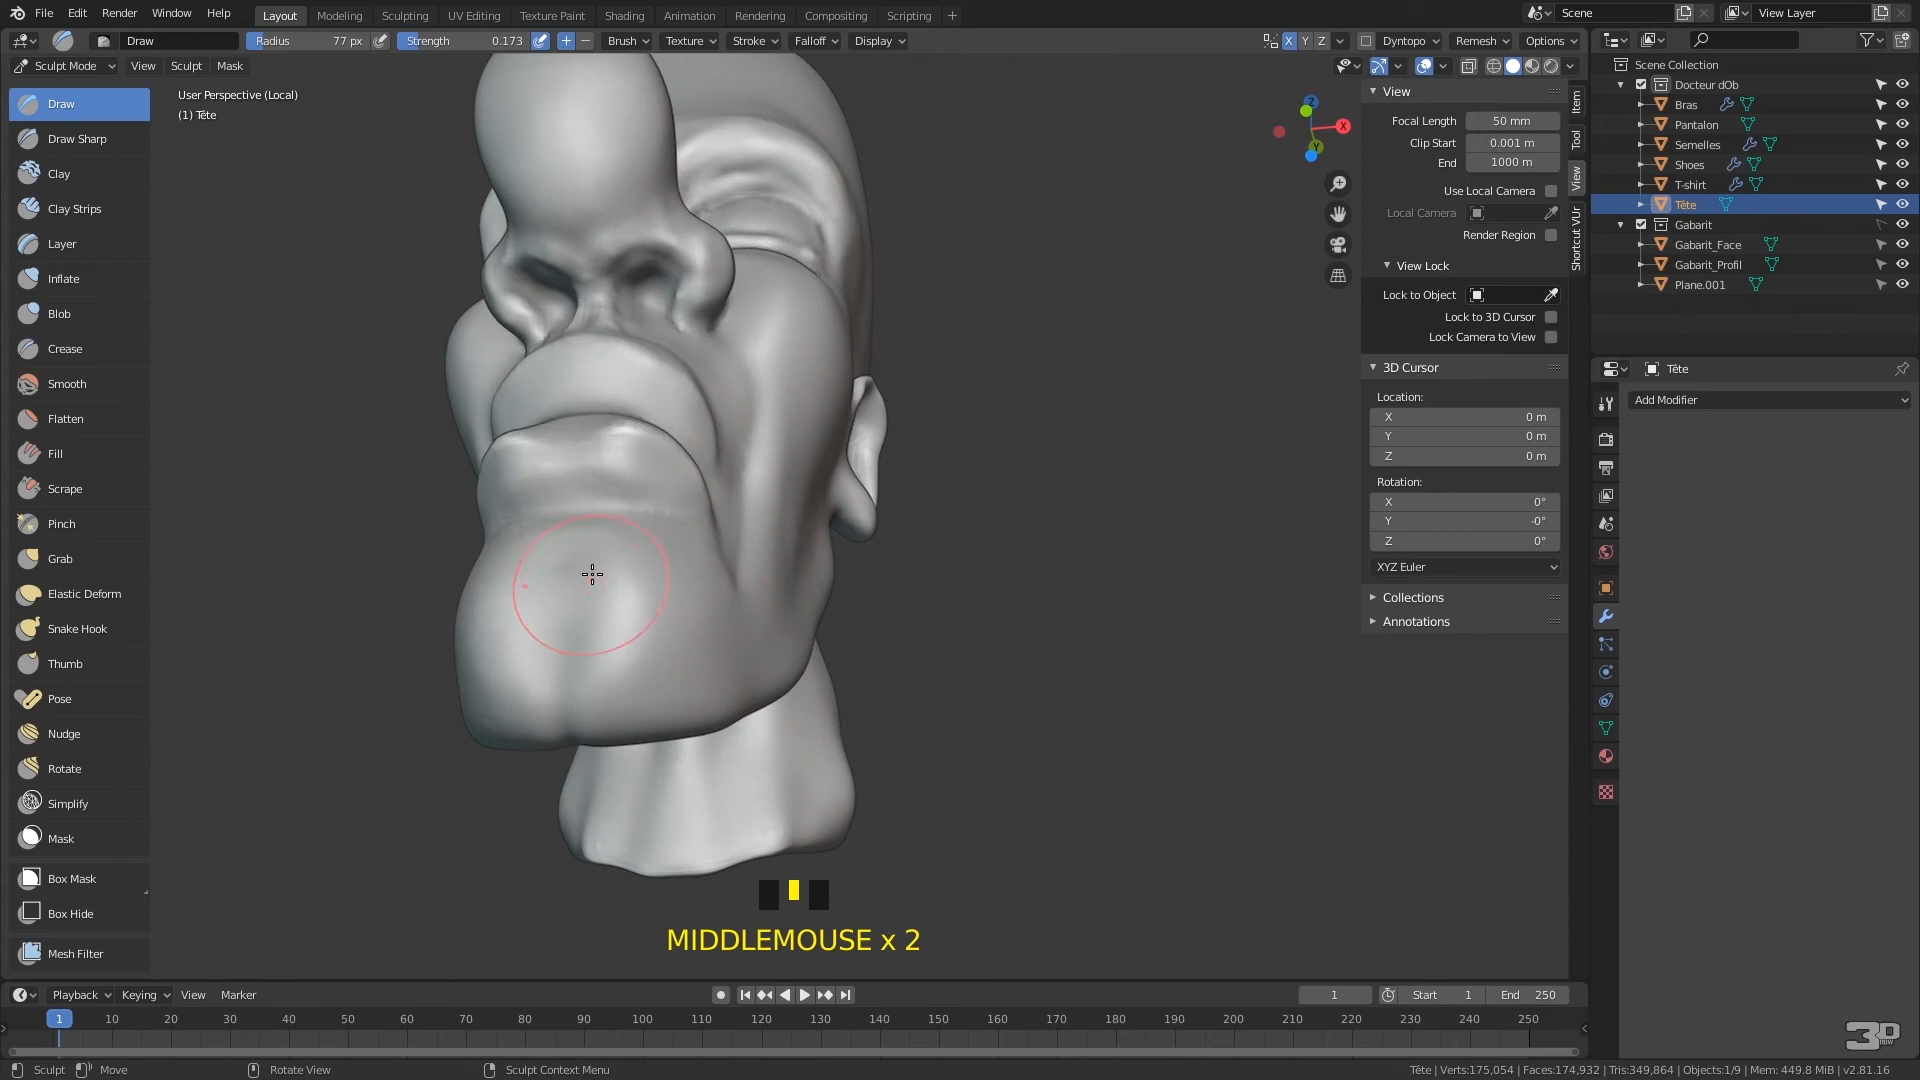 File Edit Render Window Help Layout Modeling Sculpting UV Editing Texture Paint Shading Animation Rendering Compositing Scripting + Scene View Layer
Draw Radius 77 px Strength 0.173 + − Brush Texture Stroke Falloff Display X Y Z Dyntopo Remesh Options
Sculpt Mode View Sculpt Mask
User Perspective (Local)
(1) Tête
Draw
Draw Sharp
Clay
Clay Strips
Layer
Inflate
Blob
Crease
Smooth
Flatten
Fill
Scrape
Pinch
Grab
Elastic Deform
Snake Hook
Thumb
Pose
Nudge
Rotate
Simplify
Mask
Box Mask
Box Hide
Mesh Filter
Z
X
Y
MIDDLEMOUSE x 2
View
Focal Length 50 mm
Clip Start 0.001 m
End 1000 m
Use Local Camera
Local Camera
Render Region
View Lock
Lock to Object
Lock to 3D Cursor
Lock Camera to View
3D Cursor
Location:
X 0 m
Y 0 m
Z 0 m
Rotation:
X 0°
Y -0°
Z 0°
XYZ Euler
Collections
Annotations
Item
Tool
View
Shortcut VUr
Scene Collection
Docteur dOb
Bras
Pantalon
Semelles
Shoes
T-shirt
Tête
Gabarit
Gabarit_Face
Gabarit_Profil
Plane.001
Tête
Add Modifier
Playback Keying View Marker 1 Start 1 End 250
1 10 20 30 40 50 60 70 80 90 100 110 120 130 140 150 160 170 180 190 200 210 220 230 240 250
3D now
Sculpt Move Rotate View Sculpt Context Menu Tête | Verts:175,054 | Faces:174,932 | Tris:349,864 | Objects:1/9 | Mem: 449.8 MiB | v2.81.16